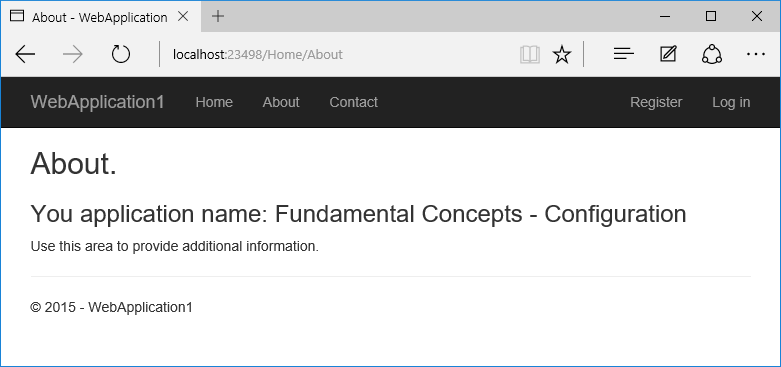 About - WebApplication
localhost:23498/Home/About
WebApplication1 Home About Contact Register Log in
About.
You application name: Fundamental Concepts - Configuration
Use this area to provide additional information.
© 2015 - WebApplication1